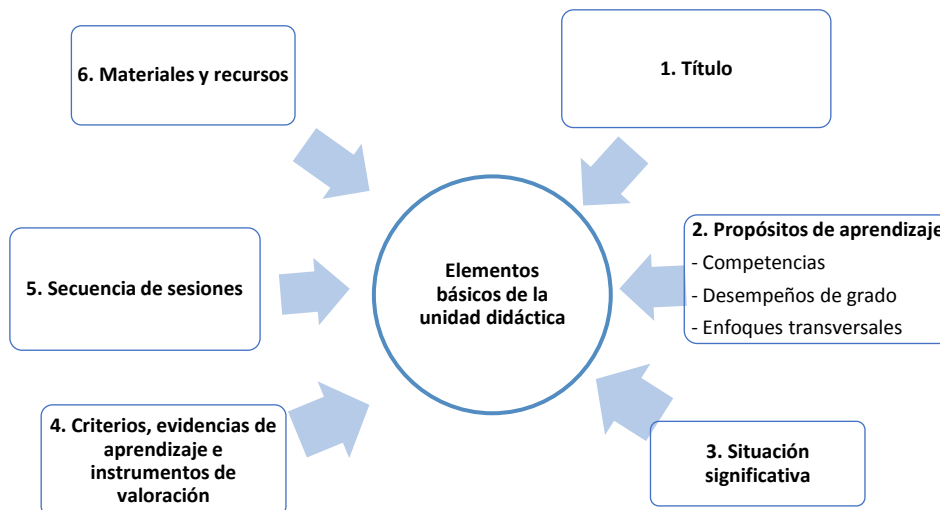 6. Materiales y recursos
1. Título
2. Propósitos de aprendizaje
- Competencias
- Desempeños de grado
- Enfoques transversales
Elementos
básicos de la
unidad didáctica
5. Secuencia de sesiones
4. Criterios, evidencias de
aprendizaje e
instrumentos de
valoración
3. Situación
significativa